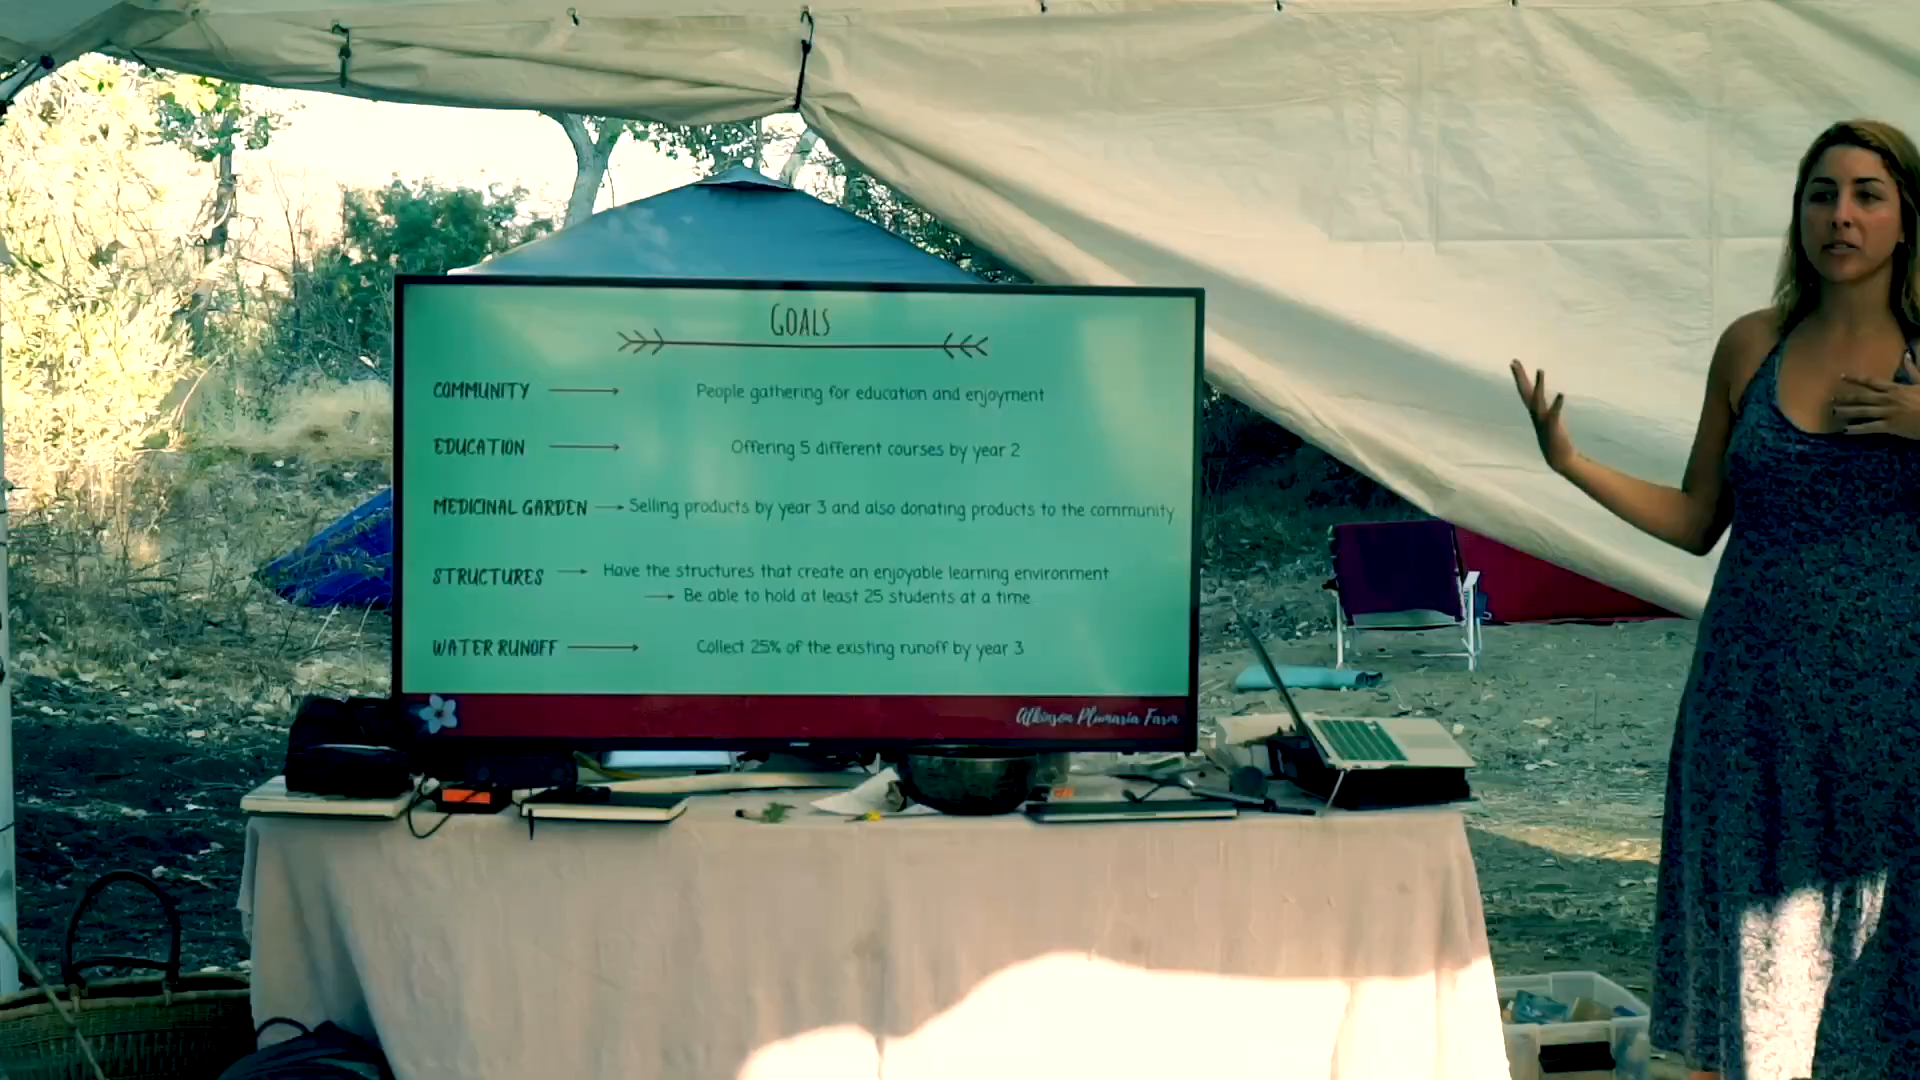 GOALS
COMMUNITY → People gathering for education and enjoyment
EDUCATION → Offering 5 different courses by year 2
MEDICINAL GARDEN → Selling products by year 3 and also donating products to the community
STRUCTURES → Have the structures that create an enjoyable learning environment
→ Be able to hold at least 25 students at a time
WATER RUNOFF → Collect 25% of the existing runoff by year 3
Atkinson Plumaria Farm